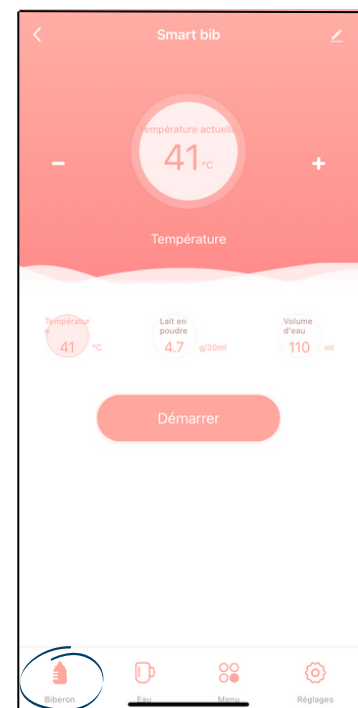 Smart bib
Température actuelle
41 °C
Température
Températur
e
41 °C
Lait en
poudre
4.7 g/30ml
Volume
d'eau
110 ml
Démarrer
Biberon
Eau
Menu
Réglages